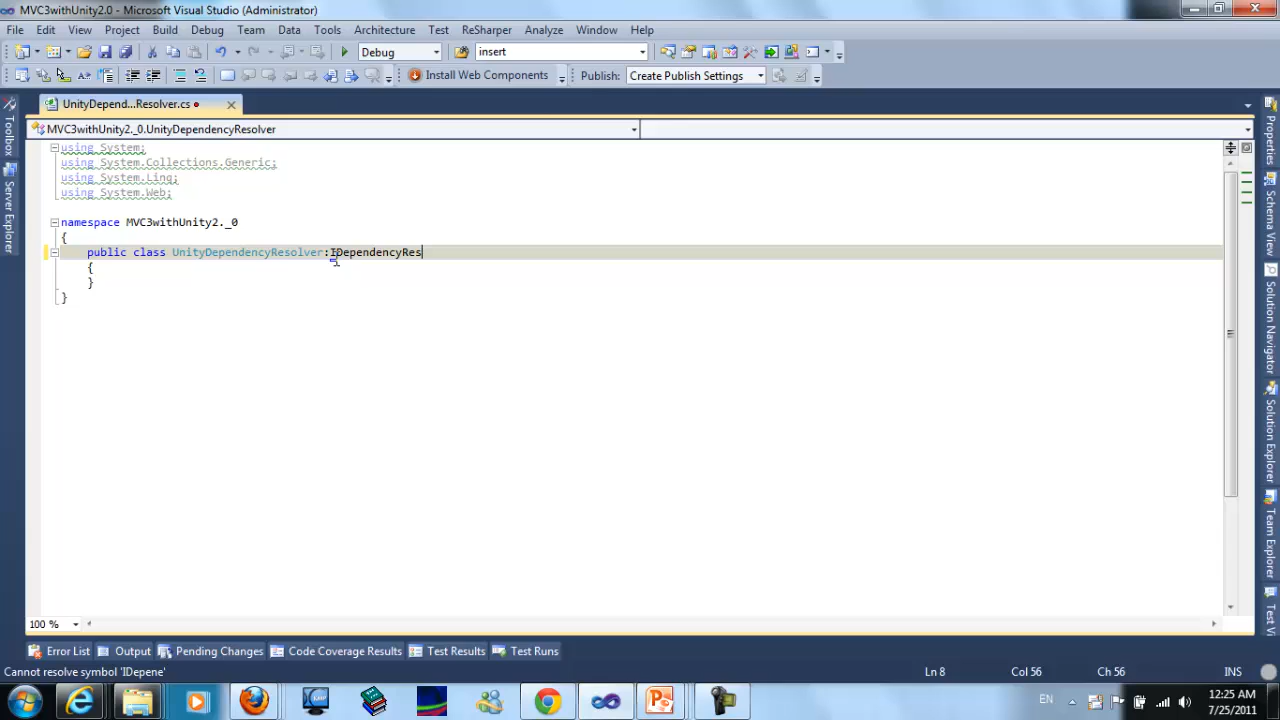 MVC3withUnity2.0 - Microsoft Visual Studio (Administrator)
File Edit View Project Build Debug Team Data Tools Architecture Test ReSharper Analyze Window Help
Debug insert
Install Web Components Publish: Create Publish Settings
UnityDepend...Resolver.cs
MVC3withUnity2._0.UnityDependencyResolver
using System;
using System.Collections.Generic;
using System.Linq;
using System.Web;
namespace MVC3withUnity2._0
{
public class UnityDependencyResolver:IDependencyRes
{
}
}
Toolbox
Server Explorer
Properties
Schema View
Solution Navigator
Solution Explorer
Team Explorer
Test Vi
100 %
Error List Output Pending Changes Code Coverage Results Test Results Test Runs
Cannot resolve symbol 'IDepene' Ln 8 Col 56 Ch 56 INS
EN 12:25 AM
7/25/2011